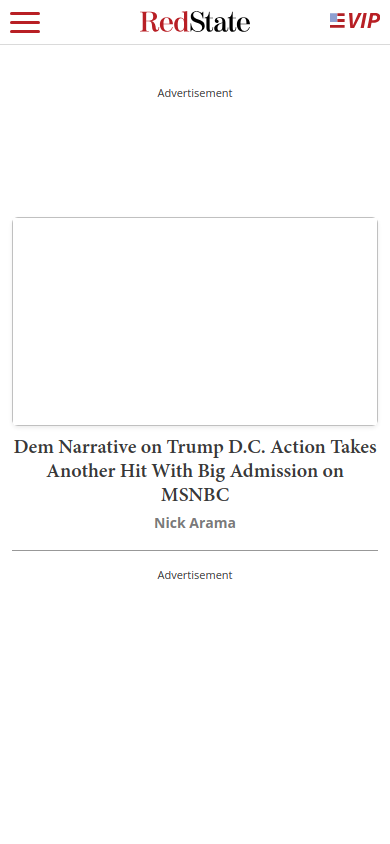 RedState
VIP
Advertisement
Dem Narrative on Trump D.C. Action Takes
Another Hit With Big Admission on
MSNBC
Nick Arama
Advertisement